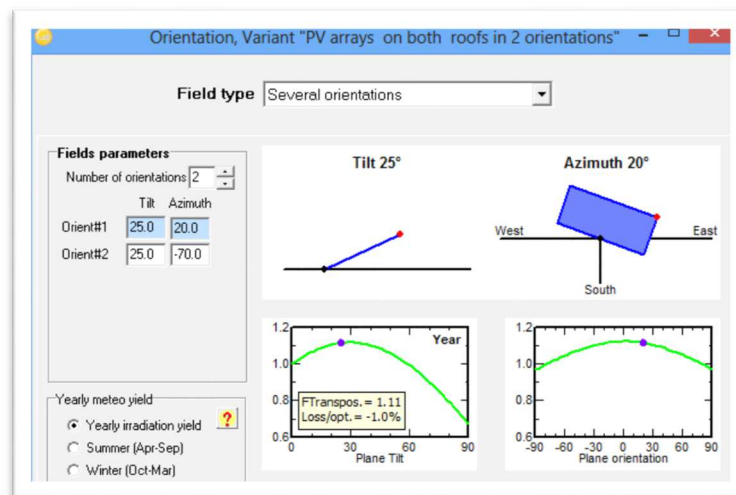 Orientation, Variant "PV arrays on both roofs in 2 orientations"
Field type Several orientations
Fields parameters
Number of orientations 2
Tilt Azimuth
Orient#1 25.0 20.0
Orient#2 25.0 -70.0
Tilt 25°
Azimuth 20°
West East
South
Yearly meteo yield
Yearly irradiation yield ?
Summer (Apr-Sep)
Winter (Oct-Mar)
1.2
1.0
0.8
0.6
Year
FTranspos.= 1.11
Loss/opt.= -1.0%
0 30 60 90
Plane Tilt
1.2
1.0
0.8
0.6
-90 -60 -30 0 30 60 90
Plane orientation